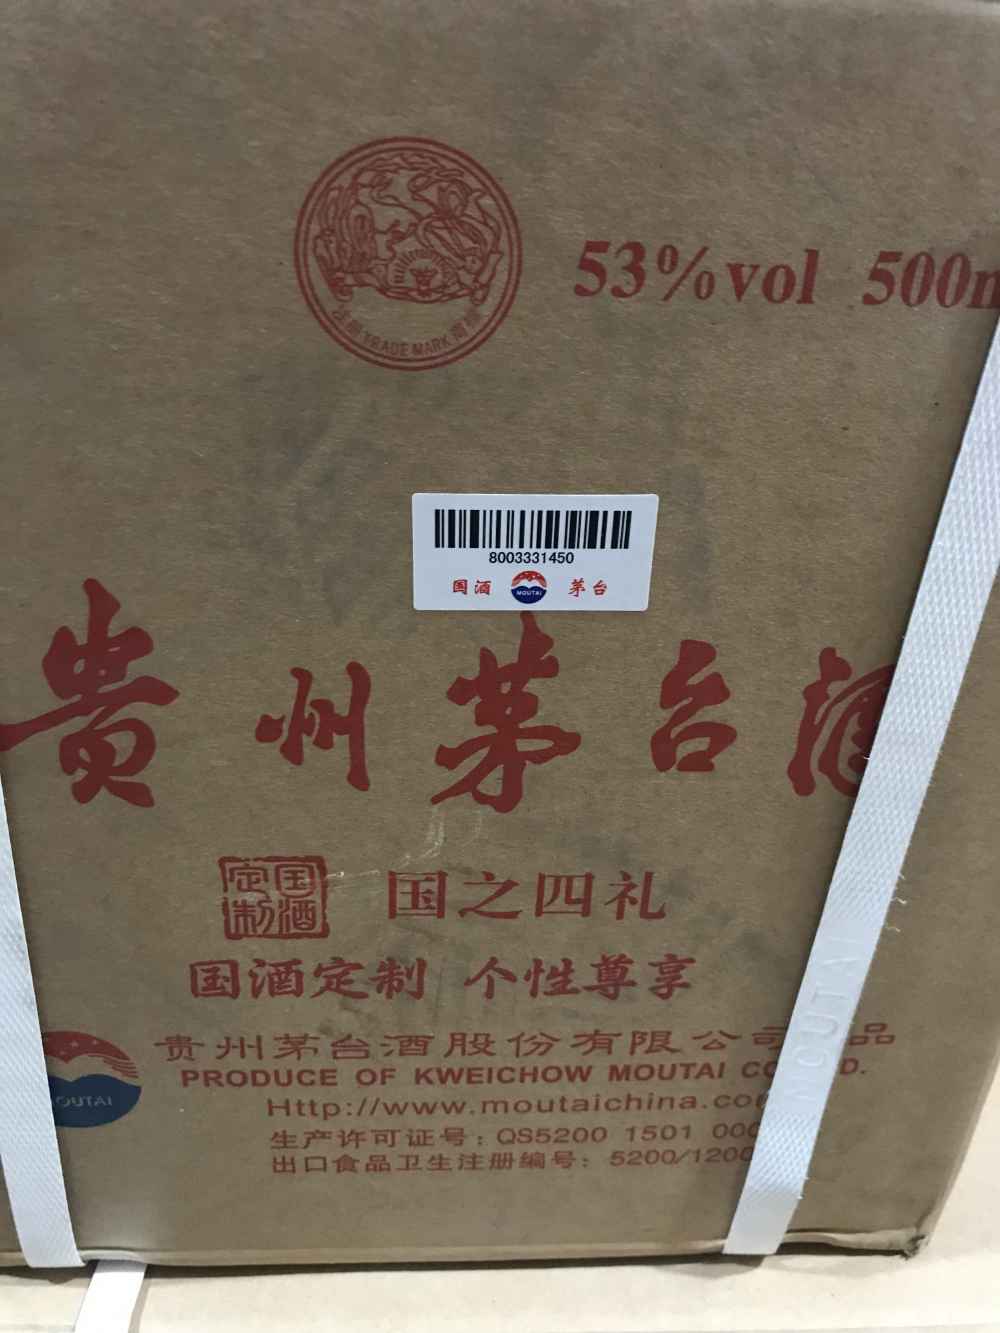 TRADE MARK
53%vol 500m
8003331450
国酒 MOUTAI 茅台
贵州茅台酒
国酒定制 国之四礼
国酒定制 个性尊享
贵州茅台酒股份有限公司 品
MOUTAI
PRODUCE OF KWEICHOW MOUTAI CO D.
Http://www.moutaichina.co
生产许可证号：QS5200 1501 000
出口食品卫生注册编号：5200/1200
MOUTAI